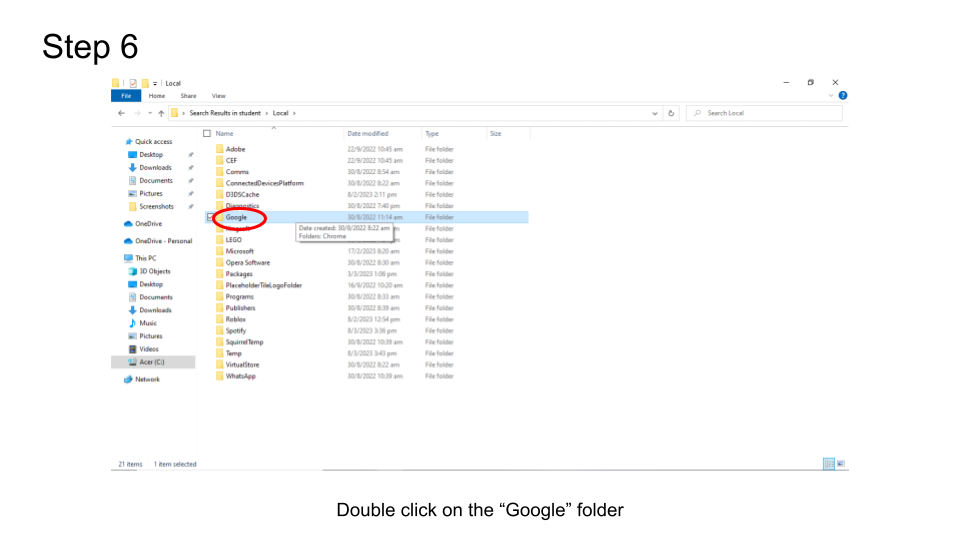 Step 6
Local
File Home Share View
Search Results in student › Local ›
Search Local
Name Date modified Type Size
Quick access
Desktop
Downloads
Documents
Pictures
Screenshots
OneDrive
OneDrive - Personal
This PC
3D Objects
Desktop
Documents
Downloads
Music
Pictures
Videos
Acer (C:)
Network
Adobe 22/9/2022 10:45 am File folder
CEF 22/9/2022 10:45 am File folder
Comms 30/8/2022 8:54 am File folder
ConnectedDevicesPlatform 30/8/2022 8:22 am File folder
D3DSCache 8/2/2023 2:11 pm File folder
Diagnostics 30/8/2022 7:40 pm File folder
Google 30/8/2022 11:14 am File folder
File folder
Date created: 30/8/2022 8:22 am
Folders: Chrome
LEGO File folder
Microsoft 17/2/2023 8:20 am File folder
Opera Software 30/8/2022 8:30 am File folder
Packages 3/3/2023 1:06 pm File folder
PlaceholderTileLogoFolder 16/9/2022 10:20 am File folder
Programs 30/8/2022 8:33 am File folder
Publishers 30/8/2022 8:39 am File folder
Roblox 8/2/2023 12:54 pm File folder
Spotify 8/3/2023 3:36 pm File folder
SquirrelTemp 30/8/2022 10:39 am File folder
Temp 8/3/2023 3:43 pm File folder
VirtualStore 30/8/2022 8:22 am File folder
WhatsApp 30/8/2022 10:39 am File folder
21 items 1 item selected
Double click on the “Google” folder